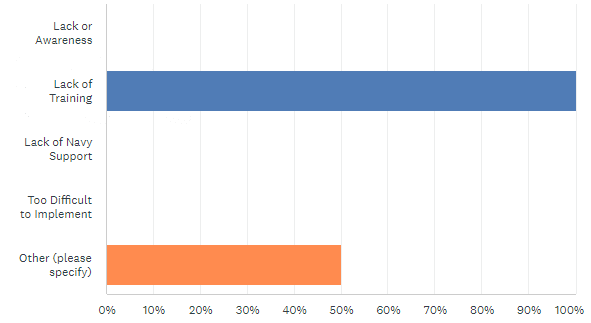 Lack or
Awareness
Lack of
Training
Lack of Navy
Support
Too Difficult
to Implement
Other (please
specify)
0% 10% 20% 30% 40% 50% 60% 70% 80% 90% 100%